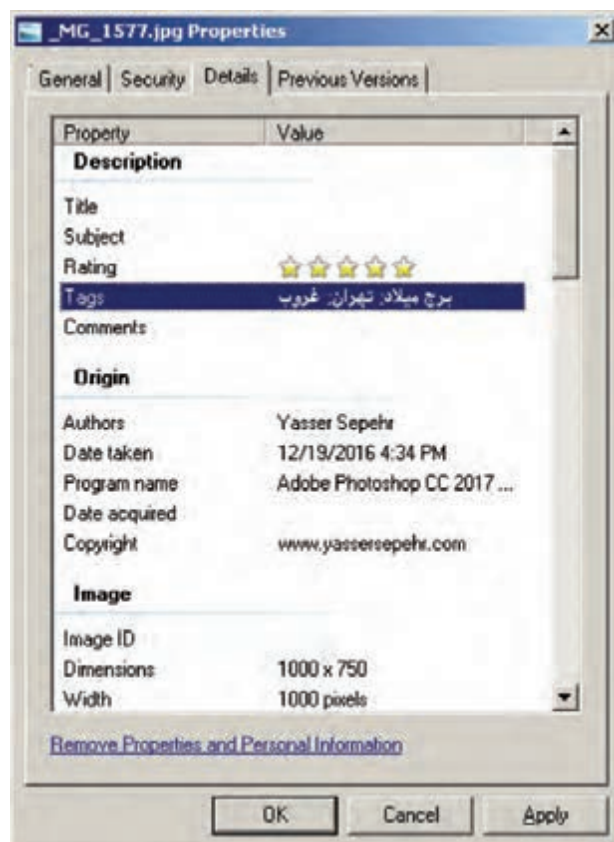 _MG_1577.jpg Properties
General Security Details Previous Versions
Property Value
Description
Title
Subject
Rating
Tags برج میلاد; تهران; غروب
Comments
Origin
Authors Yasser Sepehr
Date taken 12/19/2016 4:34 PM
Program name Adobe Photoshop CC 2017 ...
Date acquired
Copyright www.yassersepehr.com
Image
Image ID
Dimensions 1000 x 750
Width 1000 pixels
Remove Properties and Personal Information
OK Cancel Apply